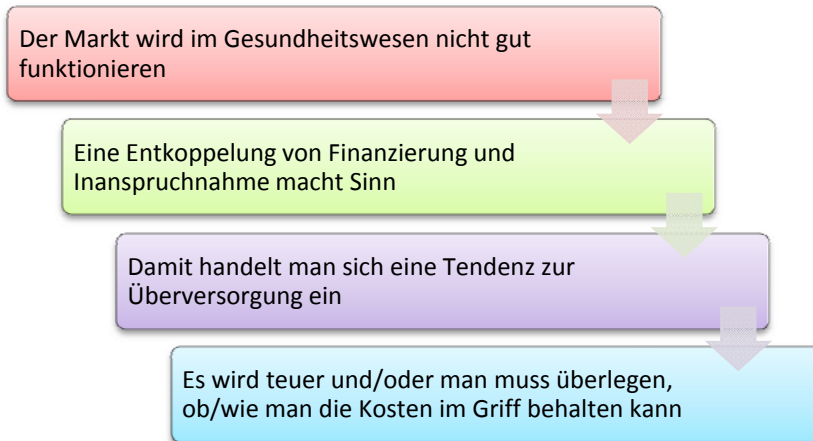 Der Markt wird im Gesundheitswesen nicht gut
funktionieren
Eine Entkoppelung von Finanzierung und
Inanspruchnahme macht Sinn
Damit handelt man sich eine Tendenz zur
Überversorgung ein
Es wird teuer und/oder man muss überlegen,
ob/wie man die Kosten im Griff behalten kann